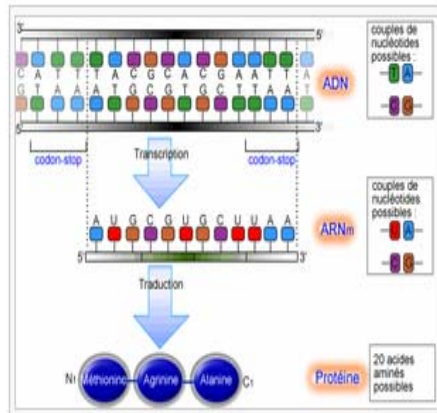 3' 5'
C A T T T A C G C A C G A A T T A
G T A A A T G C G T G C T T A A T
3'
ADN
couples de
nucléotides
possibles :
T A
C G
codon-stop
Transcription
codon-stop
A U G C G U G C U U A A
5' 3'
ARNm
couples de
nucléotides
possibles :
U A
C G
Traduction
N1 Méthionine Agrinine Alanine C1
Protéine
20 acides
aminés
possibles